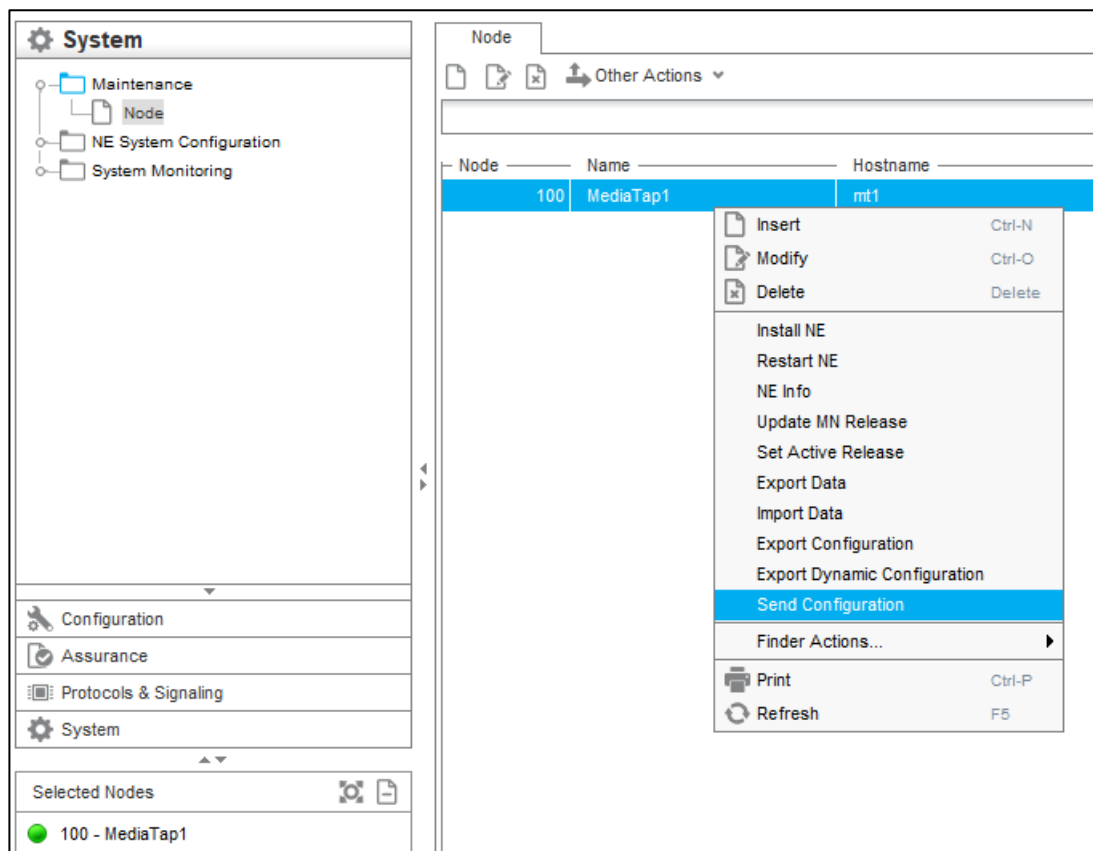 System
Maintenance
Node
NE System Configuration
System Monitoring
Configuration
Assurance
Protocols & Signaling
System
Selected Nodes
100 - MediaTap1
Node
Other Actions
Node Name Hostname
100 MediaTap1 mt1
Insert Ctrl-N
Modify Ctrl-O
Delete Delete
Install NE
Restart NE
NE Info
Update MN Release
Set Active Release
Export Data
Import Data
Export Configuration
Export Dynamic Configuration
Send Configuration
Finder Actions...
Print Ctrl-P
Refresh F5